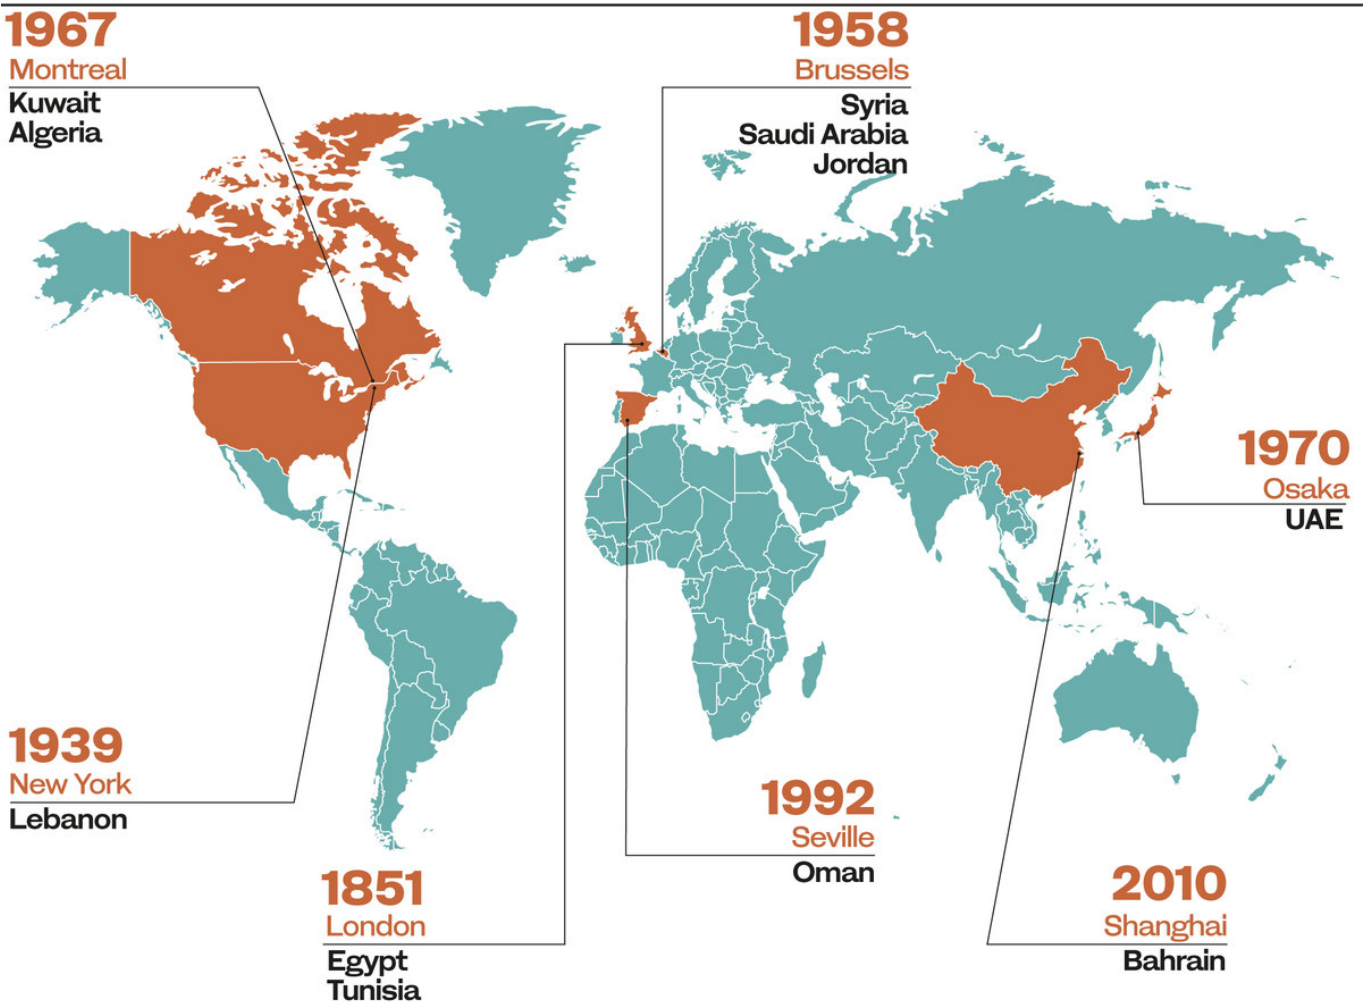 1967
Montreal
Kuwait
Algeria
1958
Brussels
Syria
Saudi Arabia
Jordan
1970
Osaka
UAE
1939
New York
Lebanon
1992
Seville
Oman
1851
London
Egypt
Tunisia
2010
Shanghai
Bahrain